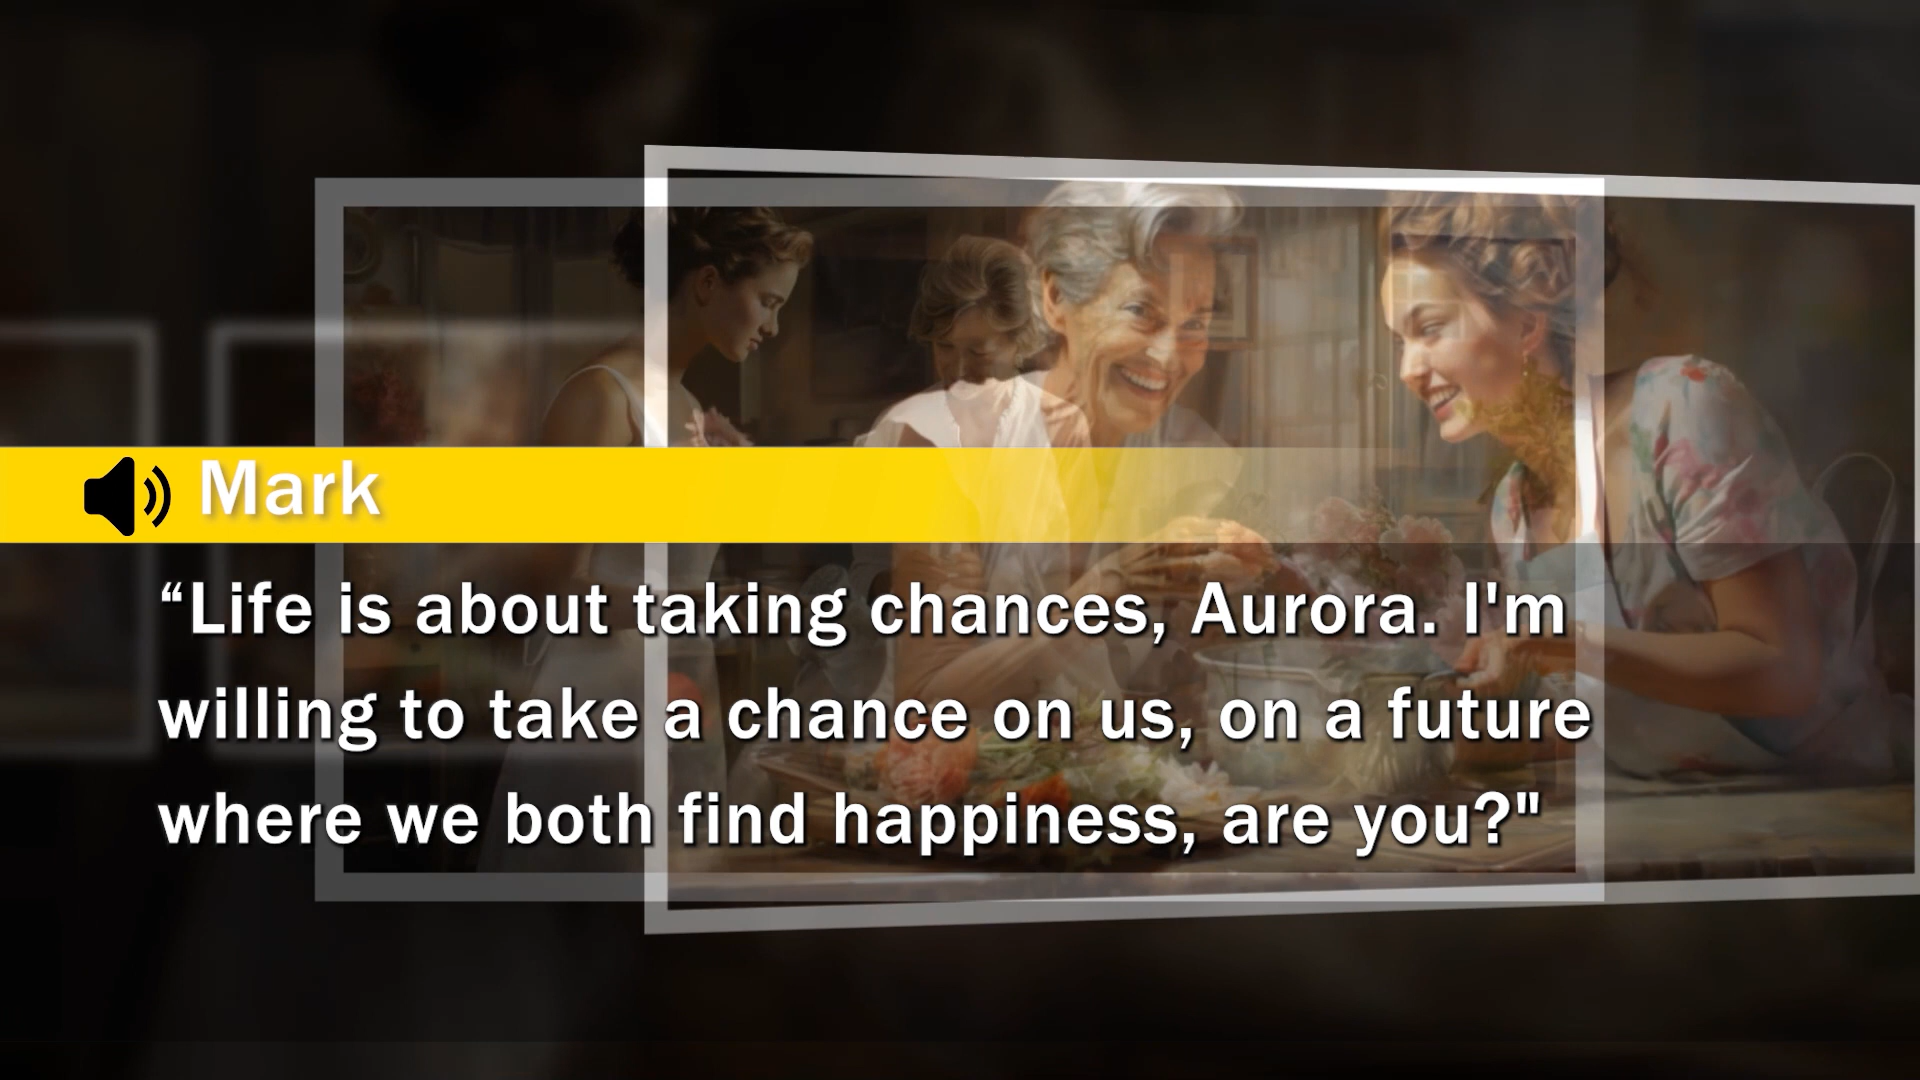 Mark
“Life is about taking chances, Aurora. I'm
willing to take a chance on us, on a future
where we both find happiness, are you?"